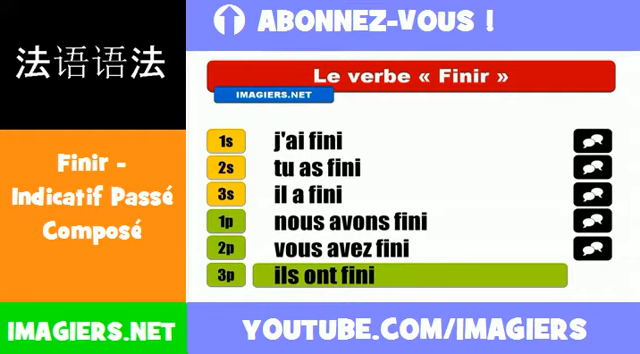 ABONNEZ-VOUS !
法语语法
Le verbe « Finir »
IMAGIERS.NET
1s j'ai fini
2s tu as fini
3s il a fini
1p nous avons fini
2p vous avez fini
3p ils ont fini
Finir -
Indicatif Passé
Composé
IMAGIERS.NET
YOUTUBE.COM/IMAGIERS